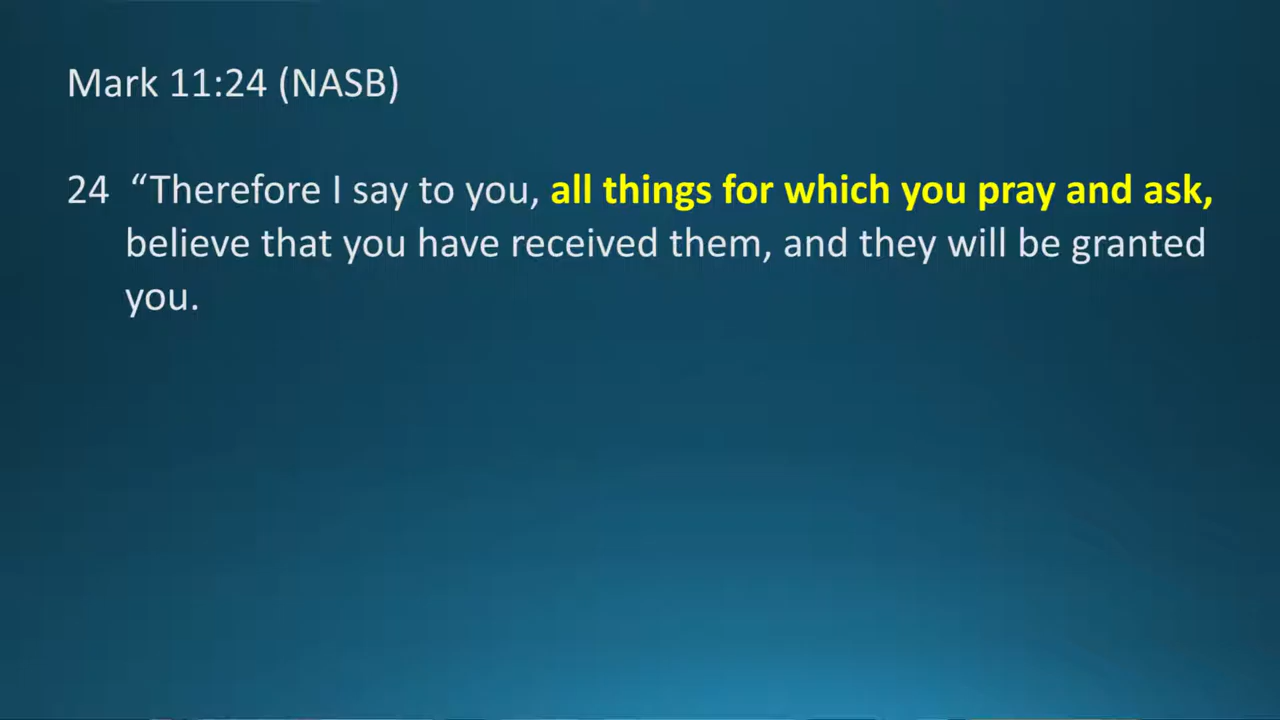 Mark 11:24 (NASB)
24 “Therefore I say to you, all things for which you pray and ask,
believe that you have received them, and they will be granted
you.